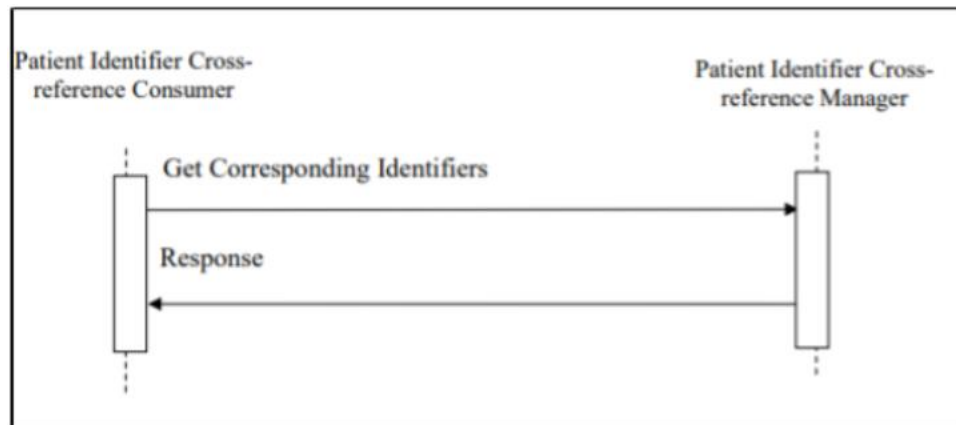 Patient Identifier Cross-
reference Consumer
Patient Identifier Cross-
reference Manager
Get Corresponding Identifiers
Response